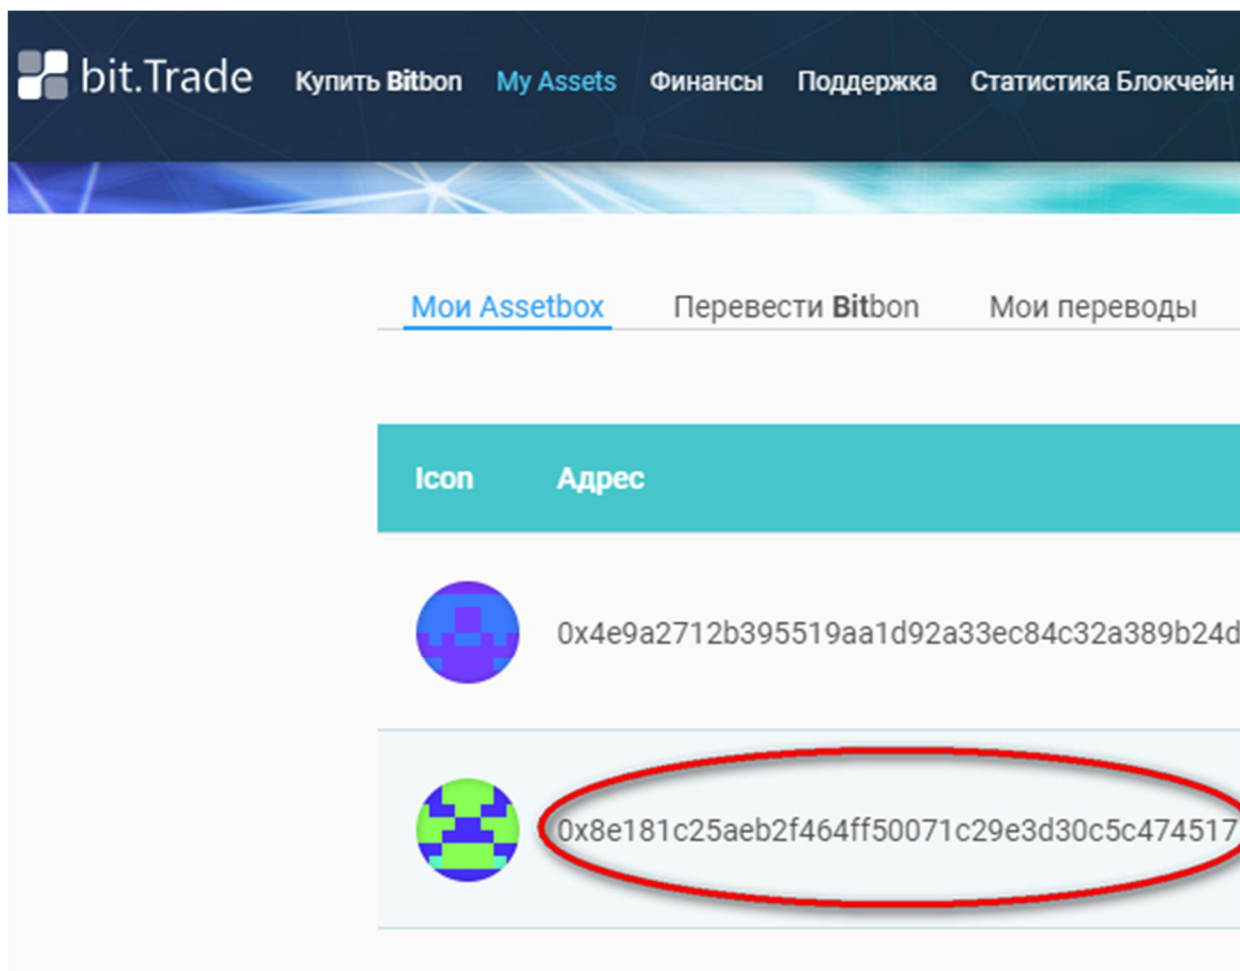 bit.Trade Купить Bitbon My Assets Финансы Поддержка Статистика Блокчейн
Мои Assetbox Перевести Bitbon Мои переводы
Icon Адрес
0x4e9a2712b395519aa1d92a33ec84c32a389b24d
0x8e181c25aeb2f464ff50071c29e3d30c5c474517